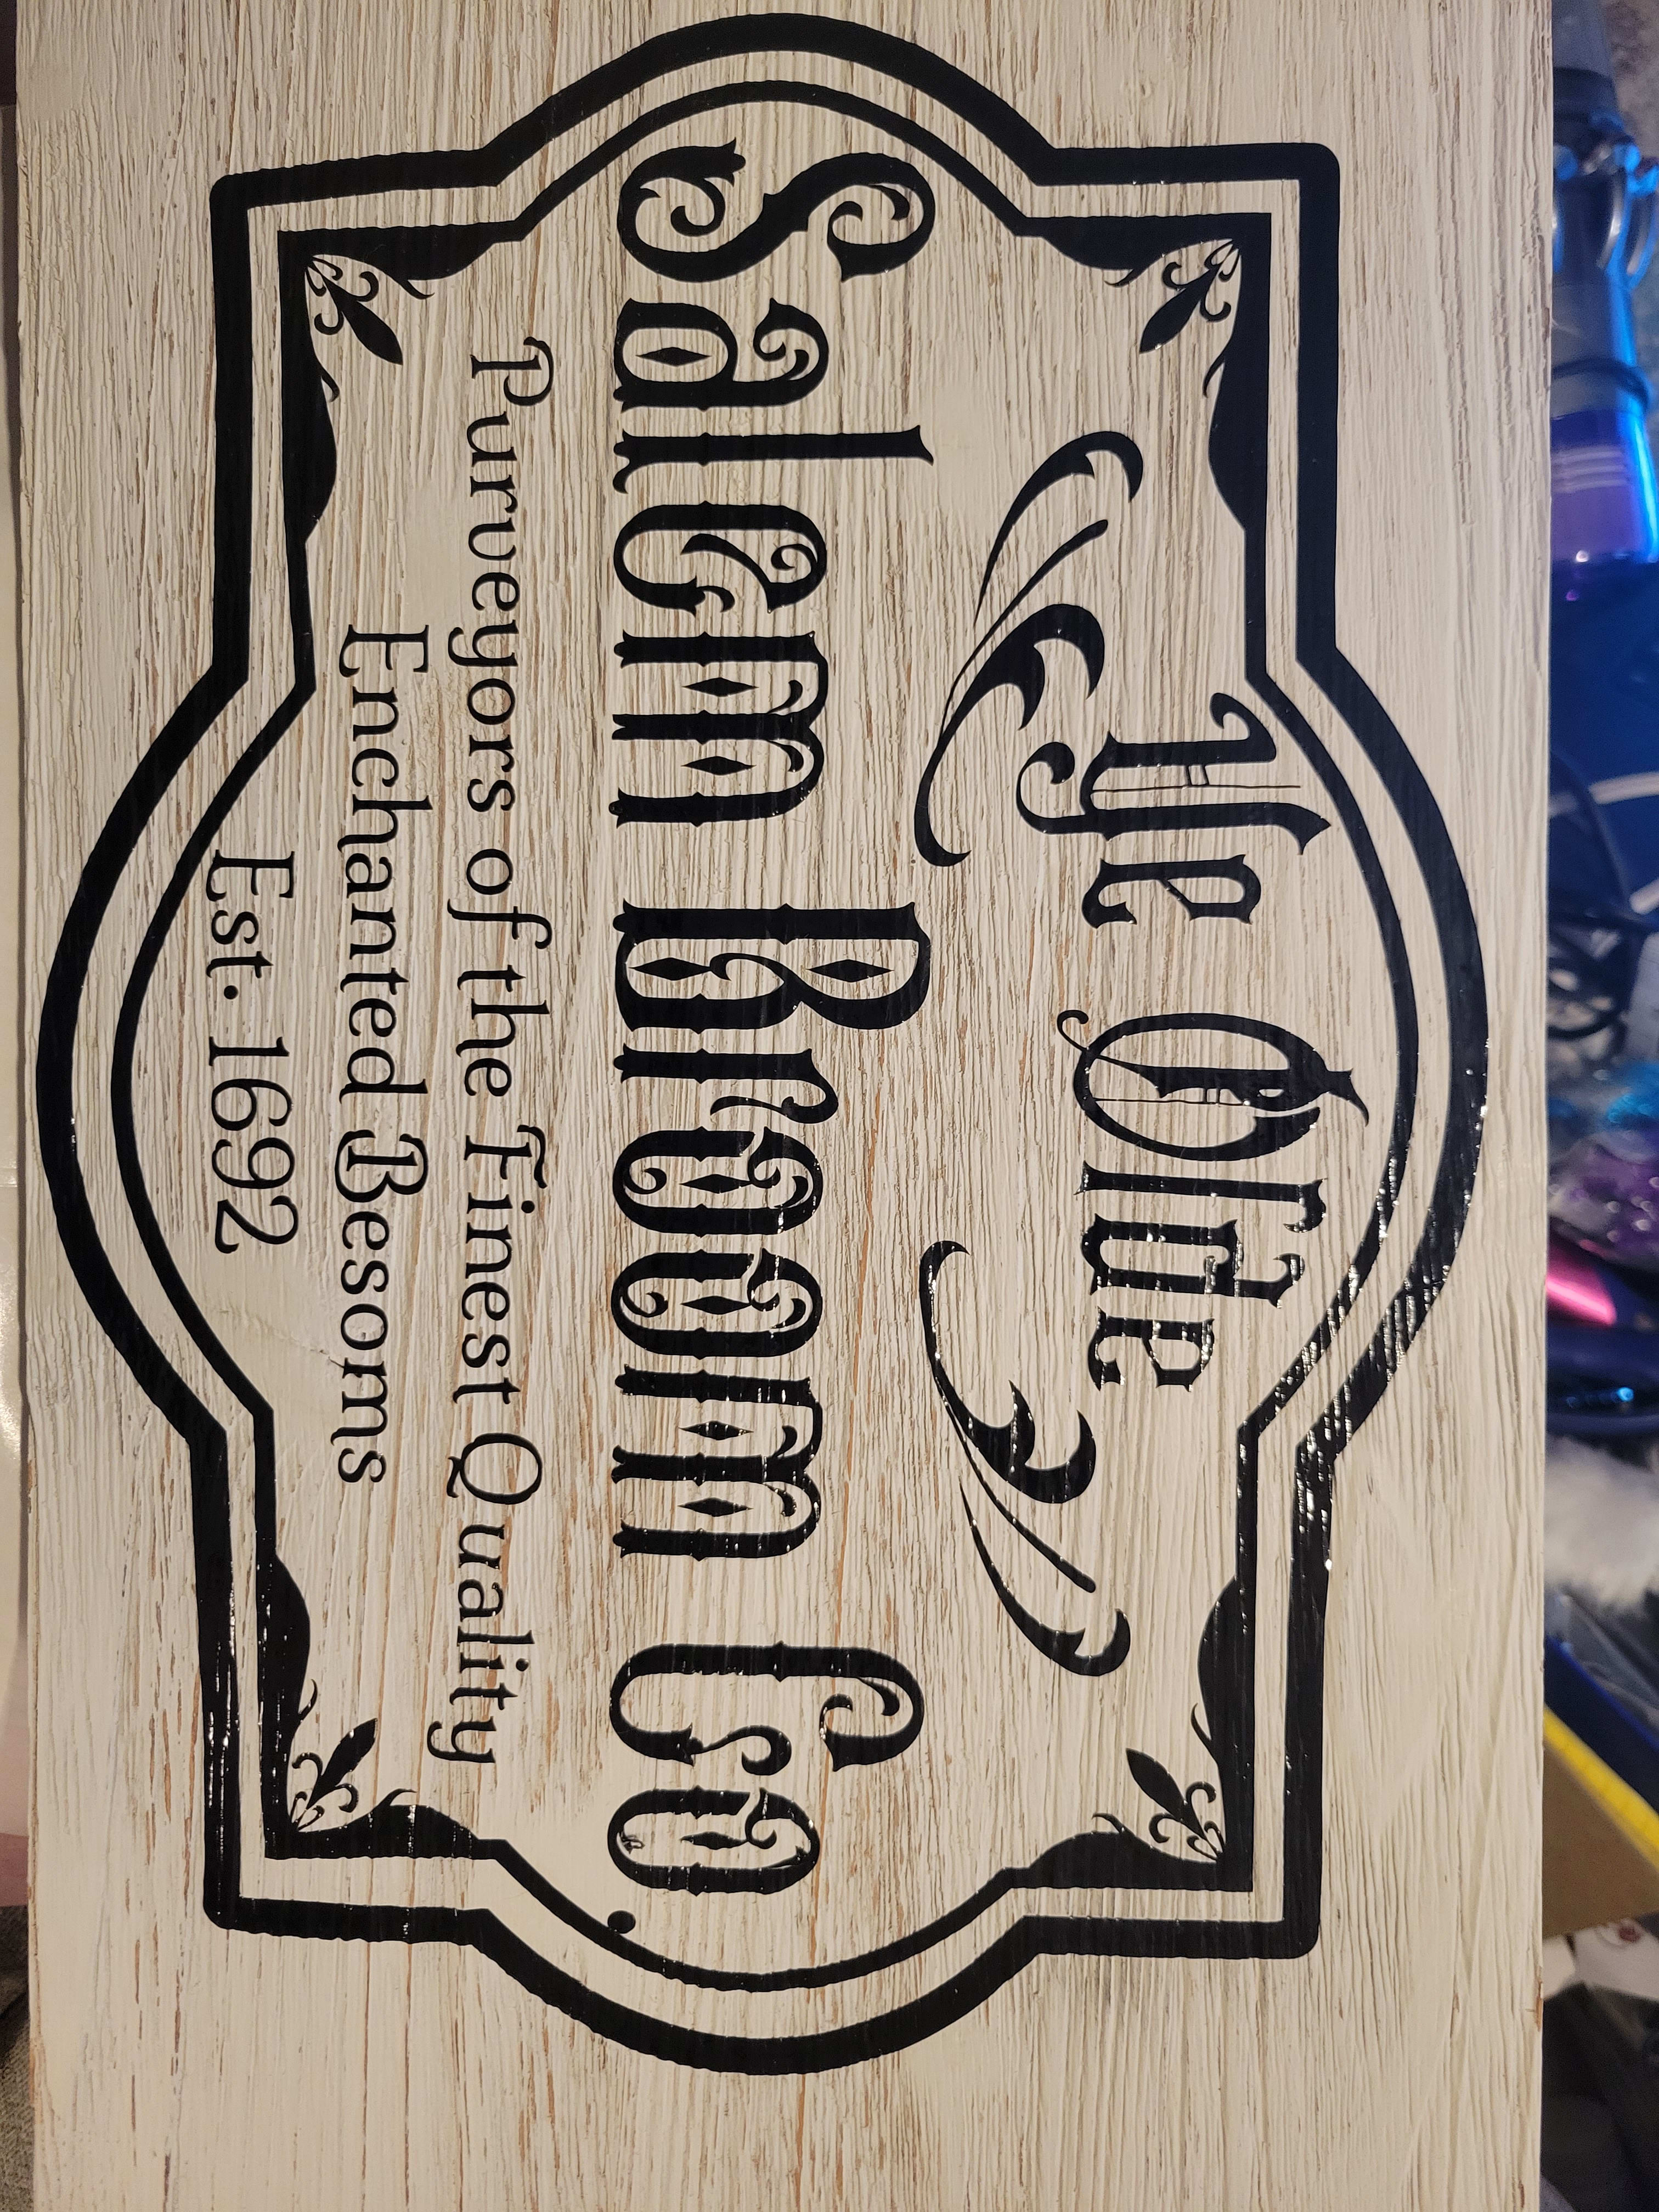 Ye Olde
Salem Broom Co.
Purveyors of the Finest Quality
Enchanted Besoms
Est. 1692